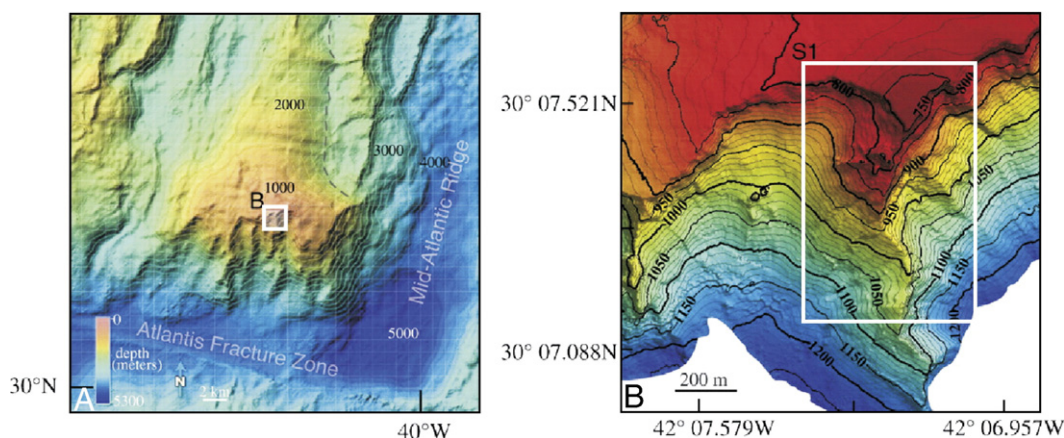 2000
3000
4000
1000
B
Mid-Atlantic Ridge
5000
Atlantis Fracture Zone
0
depth
(meters)
5300
N
2 km
A
30°N
40°W
S1
30° 07.521N
30° 07.088N
800
750
800
900
950
1050
950
1000
1050
1150
1100
1050
1100
1150
1200
1150
1200
B
200 m
42° 07.579W
42° 06.957W